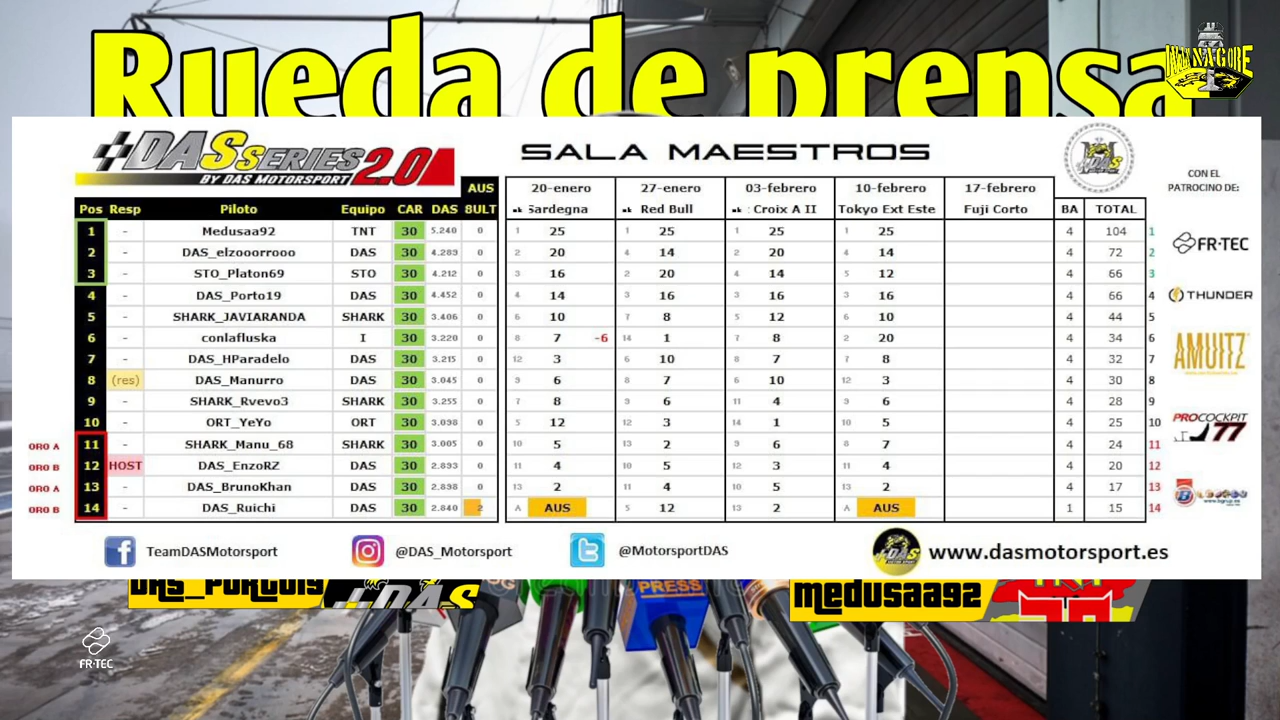 Rueda de prensa
NAGORE
DAS SERIES 2.0
BY DAS MOTORSPORT
SALA MAESTROS
CON EL
PATROCINO DE:
AUS 20-enero 27-enero 03-febrero 10-febrero 17-febrero
Pos Resp Piloto Equipo CAR DAS 8ULT Sardegna Red Bull : Croix A II Tokyo Ext Este Fuji Corto BA TOTAL
1 - Medusaa92 TNT 30 5.240 0 1 25 1 25 1 25 1 25 4 104 1
2 - DAS_elzooorrooo DAS 30 4.289 0 2 20 4 14 2 20 4 14 4 72 2
3 - STO_Platon69 STO 30 4.212 0 3 16 2 20 4 14 5 12 4 66 3
4 - DAS_Porto19 DAS 30 4.452 0 4 14 3 16 3 16 3 16 4 66 4
5 - SHARK_JAVIARANDA SHARK 30 3.406 0 6 10 7 8 5 12 6 10 4 44 5
6 - conlafluska I 30 3.220 0 8 7 -6 14 1 7 8 2 20 4 34 6
7 - DAS_HParadelo DAS 30 3.215 0 12 3 6 10 8 7 7 8 4 32 7
8 (res) DAS_Manurro DAS 30 3.045 0 9 6 8 7 6 10 12 3 4 30 8
9 - SHARK_Rvevo3 SHARK 30 3.255 0 7 8 9 6 11 4 9 6 4 28 9
10 - ORT_YeYo ORT 30 3.098 0 5 12 12 3 14 1 10 5 4 25 10
ORO A 11 - SHARK_Manu_68 SHARK 30 3.005 0 10 5 13 2 9 6 8 7 4 24 11
ORO B 12 HOST DAS_EnzoRZ DAS 30 2.893 0 11 4 10 5 12 3 11 4 4 20 12
ORO A 13 - DAS_BrunoKhan DAS 30 2.898 0 13 2 11 4 10 5 13 2 4 17 13
ORO B 14 - DAS_Ruichi DAS 30 2.840 2 A AUS 5 12 13 2 A AUS 1 15 14
FR·TEC
THUNDER
AMUITZ
PROCOCKPIT
77
TeamDASMotorsport @DAS_Motorsport @MotorsportDAS www.dasmotorsport.es
DAS_PORTO19
DAS
PRESS
medusaa92
FR·TEC